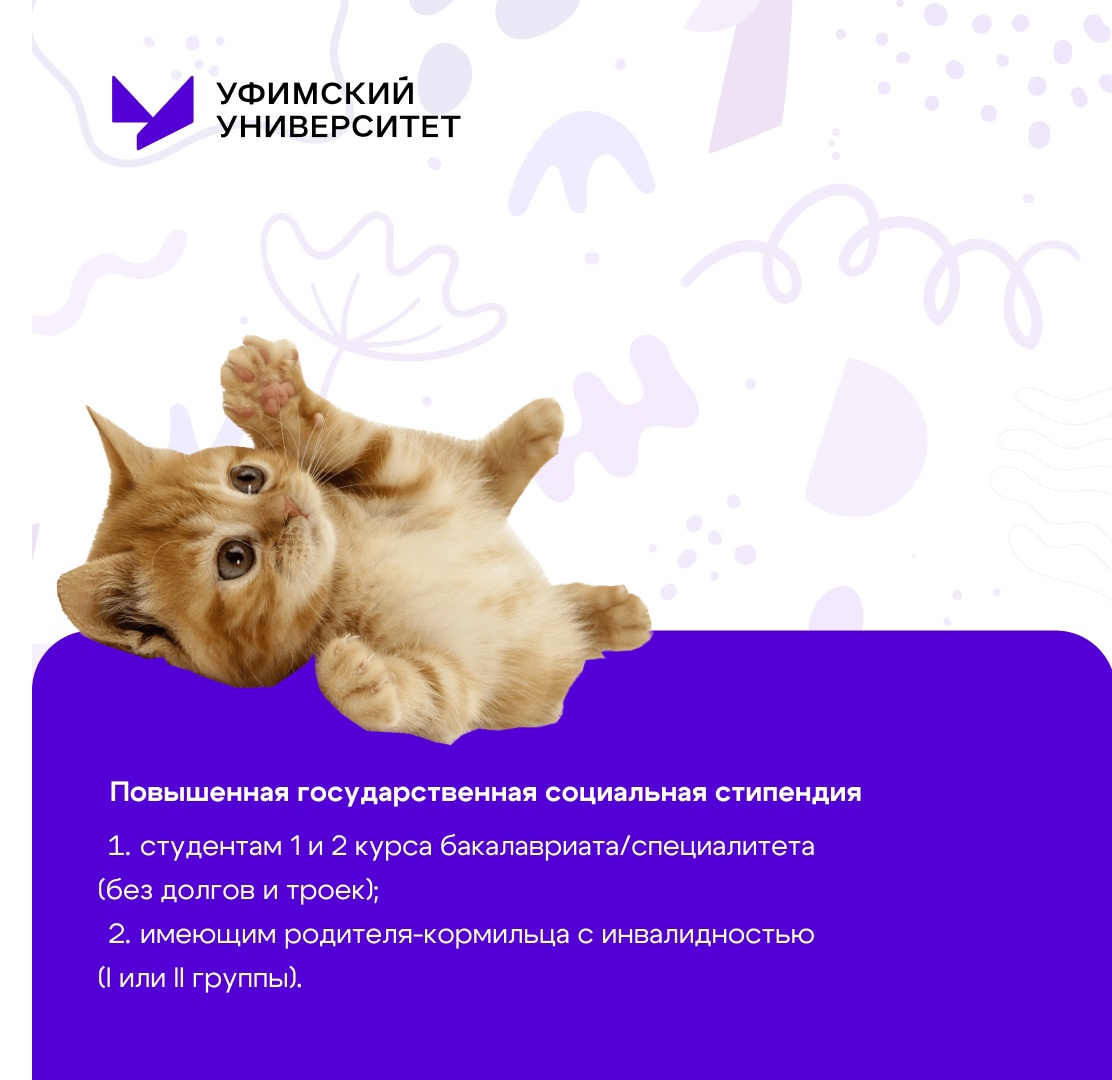 УФИМСКИЙ
УНИВЕРСИТЕТ
Повышенная государственная социальная стипендия
1. студентам 1 и 2 курса бакалавриата/специалитета
(без долгов и троек);
2. имеющим родителя-кормильца с инвалидностью
(I или II группы).